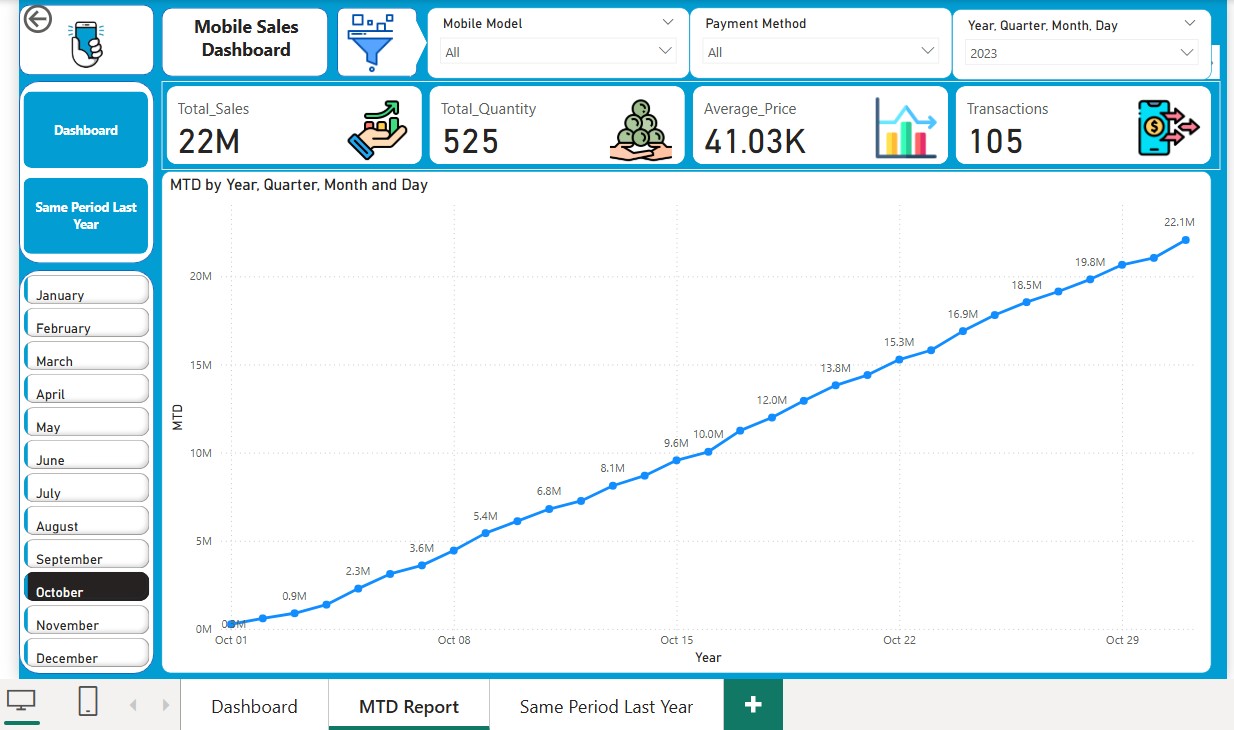 Mobile Sales
Dashboard
Mobile Model
All
Payment Method
All
Year, Quarter, Month, Day
2023
Dashboard
Same Period Last
Year
Total_Sales
22M
Total_Quantity
525
Average_Price
41.03K
$
Transactions
105
January
February
March
April
May
June
July
August
September
October
November
December
MTD by Year, Quarter, Month and Day
MTD
20M
15M
10M
5M
0M
0.9M
2.3M
3.6M
5.4M
6.8M
8.1M
9.6M
10.0M
12.0M
13.8M
15.3M
16.9M
18.5M
19.8M
22.1M
Oct 01
Oct 08
Oct 15
Oct 22
Oct 29
Year
Dashboard
MTD Report
Same Period Last Year
+